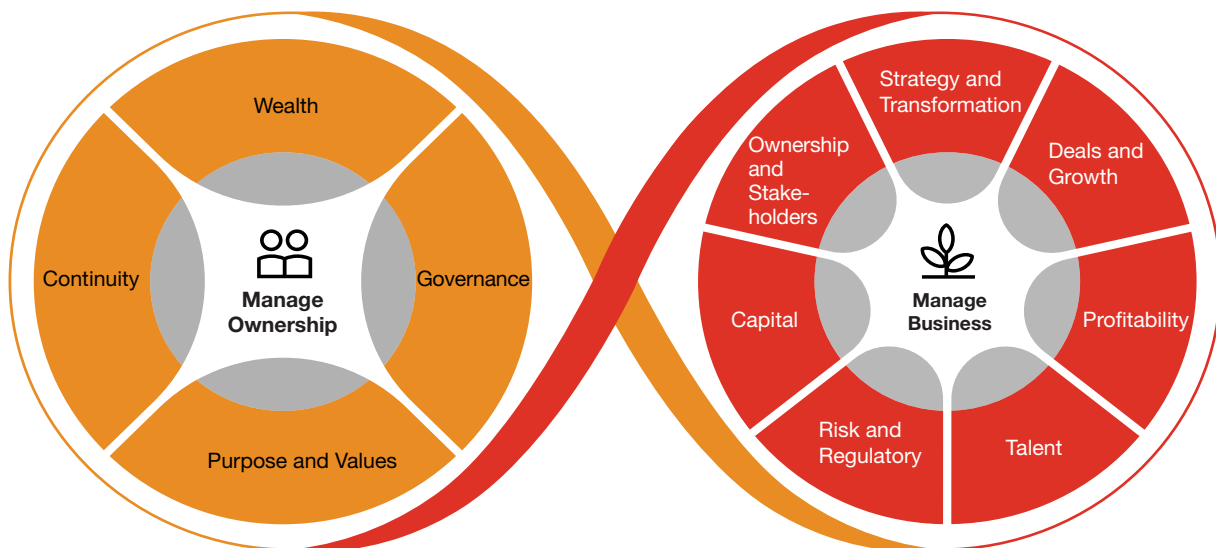 Wealth
Continuity
Manage
Ownership
Governance
Purpose and Values
Strategy and
Transformation
Ownership
and
Stake-
holders
Deals and
Growth
Capital
Manage
Business
Profitability
Risk and
Regulatory
Talent